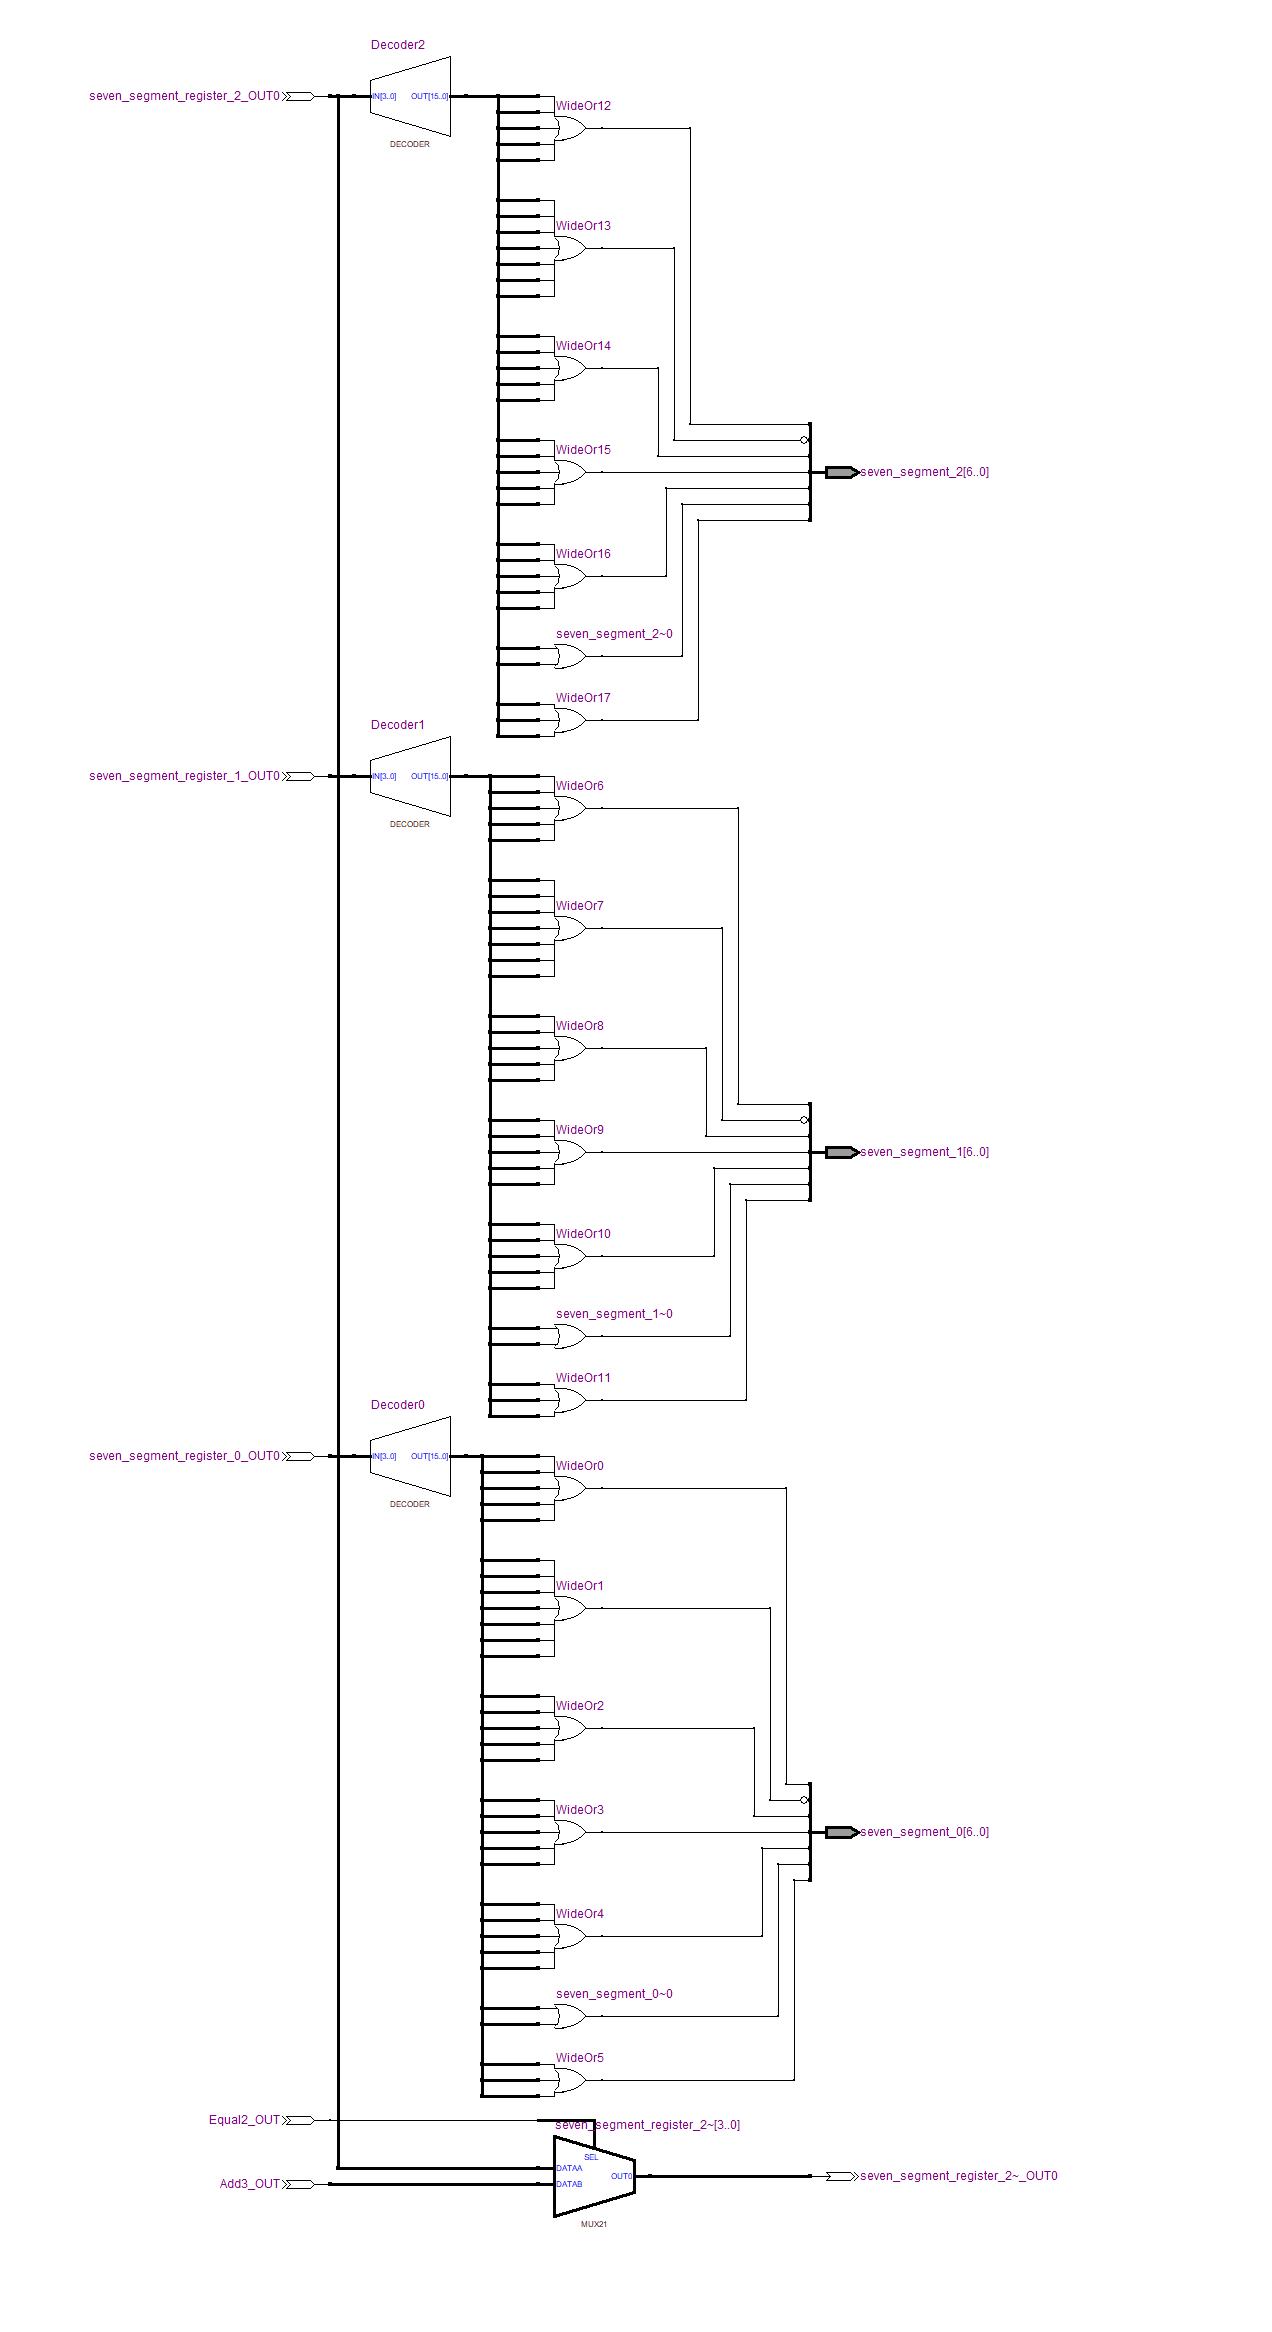 Decoder2
seven_segment_register_2_OUT0
IN[3..0] OUT[15..0]
DECODER
WideOr12
WideOr13
WideOr14
WideOr15
seven_segment_2[6..0]
WideOr16
seven_segment_2~0
WideOr17
Decoder1
seven_segment_register_1_OUT0
IN[3..0] OUT[15..0]
DECODER
WideOr6
WideOr7
WideOr8
WideOr9
seven_segment_1[6..0]
WideOr10
seven_segment_1~0
WideOr11
Decoder0
seven_segment_register_0_OUT0
IN[3..0] OUT[15..0]
DECODER
WideOr0
WideOr1
WideOr2
WideOr3
seven_segment_0[6..0]
WideOr4
seven_segment_0~0
WideOr5
Equal2_OUT
seven_segment_register_2~[3..0]
SEL
DATAA
OUT0
seven_segment_register_2~_OUT0
Add3_OUT
DATAB
MUX21